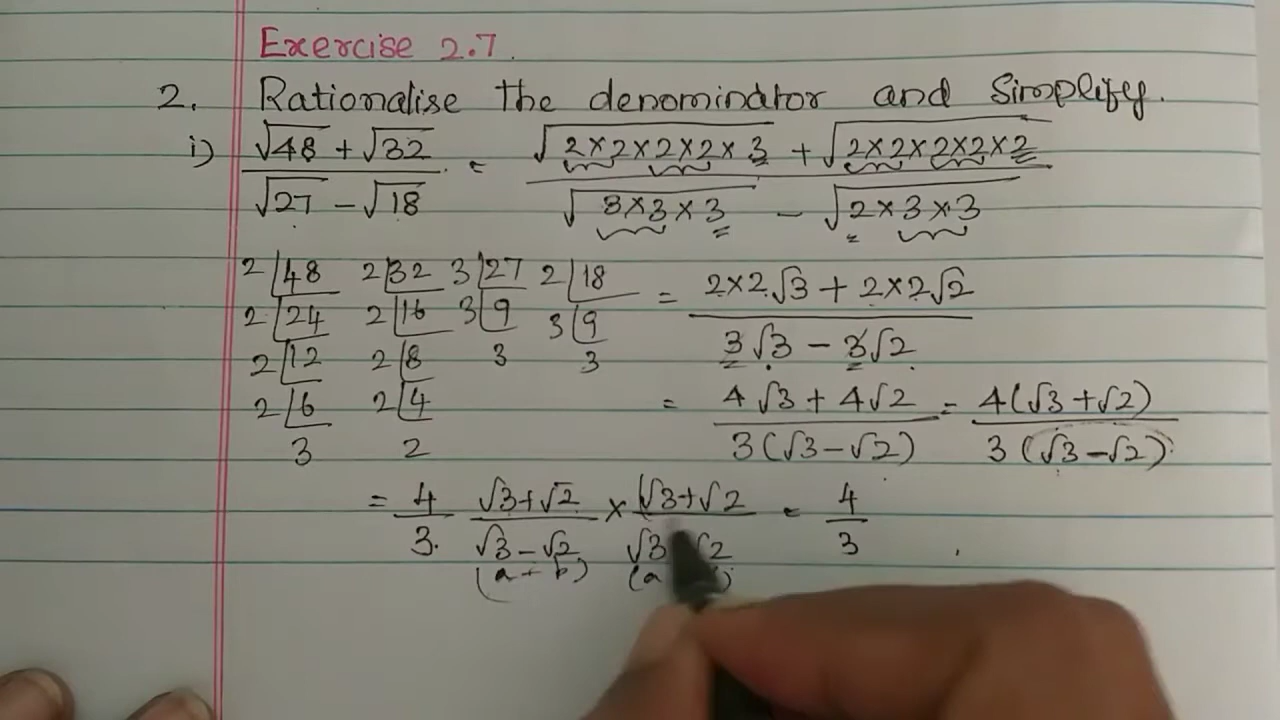 Exercise 2.7.
2. Rationalise the denominator and Simplify.
i) √48 + √32 / √27 - √18 = √2×2×2×2×3 + √2×2×2×2×2 / √3×3×3 - √2×3×3
2 48 2 32 3 27 2 18
2 24 2 16 3 9 3 9
2 12 2 8 3 3
2 6 2 4
3 2
= 2×2√3 + 2×2√2 / 3√3 - 3√2
= 4√3 + 4√2 / 3(√3-√2) = 4(√3+√2) / 3(√3-√2)
= 4/3 √3+√2 / √3-√2 × √3+√2 / √3 √2 = 4/3
(a - b) (a )